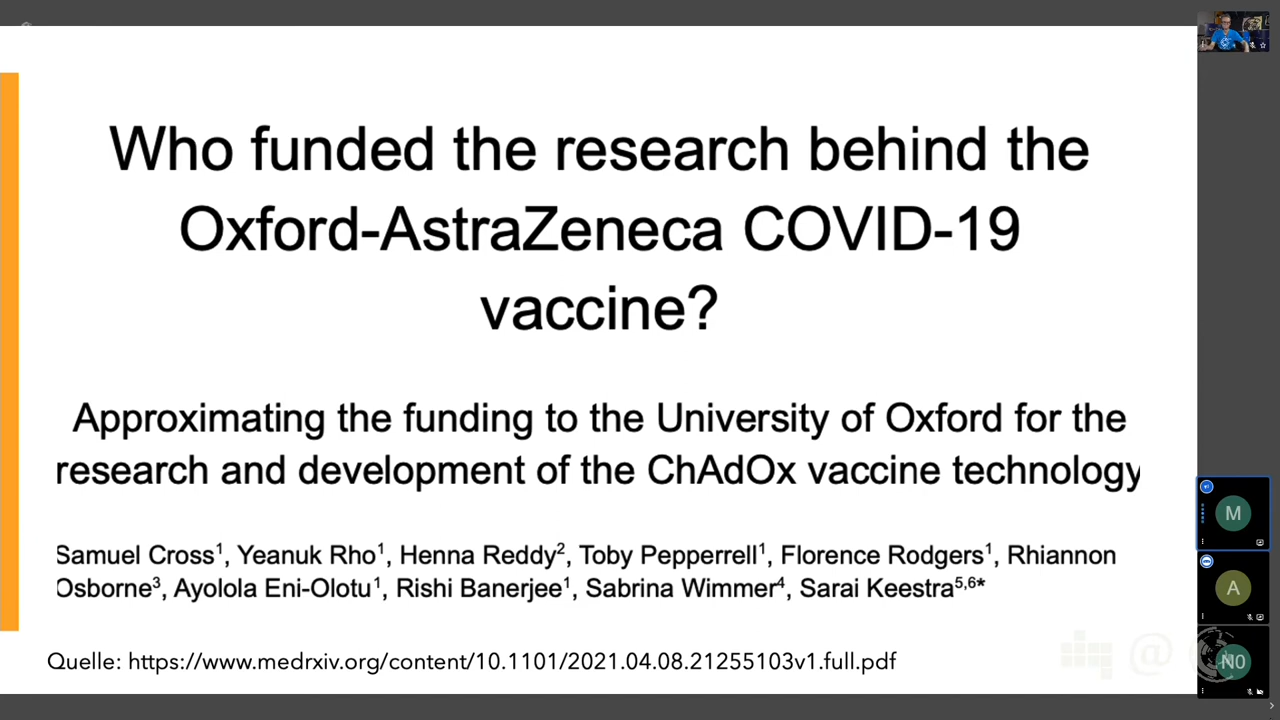 Who funded the research behind the
Oxford-AstraZeneca COVID-19
vaccine?
Approximating the funding to the University of Oxford for the
research and development of the ChAdOx vaccine technology
Samuel Cross1, Yeanuk Rho1, Henna Reddy2, Toby Pepperrell1, Florence Rodgers1, Rhiannon
Osborne3, Ayolola Eni-Olotu1, Rishi Banerjee1, Sabrina Wimmer4, Sarai Keestra5,6*
Quelle: https://www.medrxiv.org/content/10.1101/2021.04.08.21255103v1.full.pdf
M
A
N0